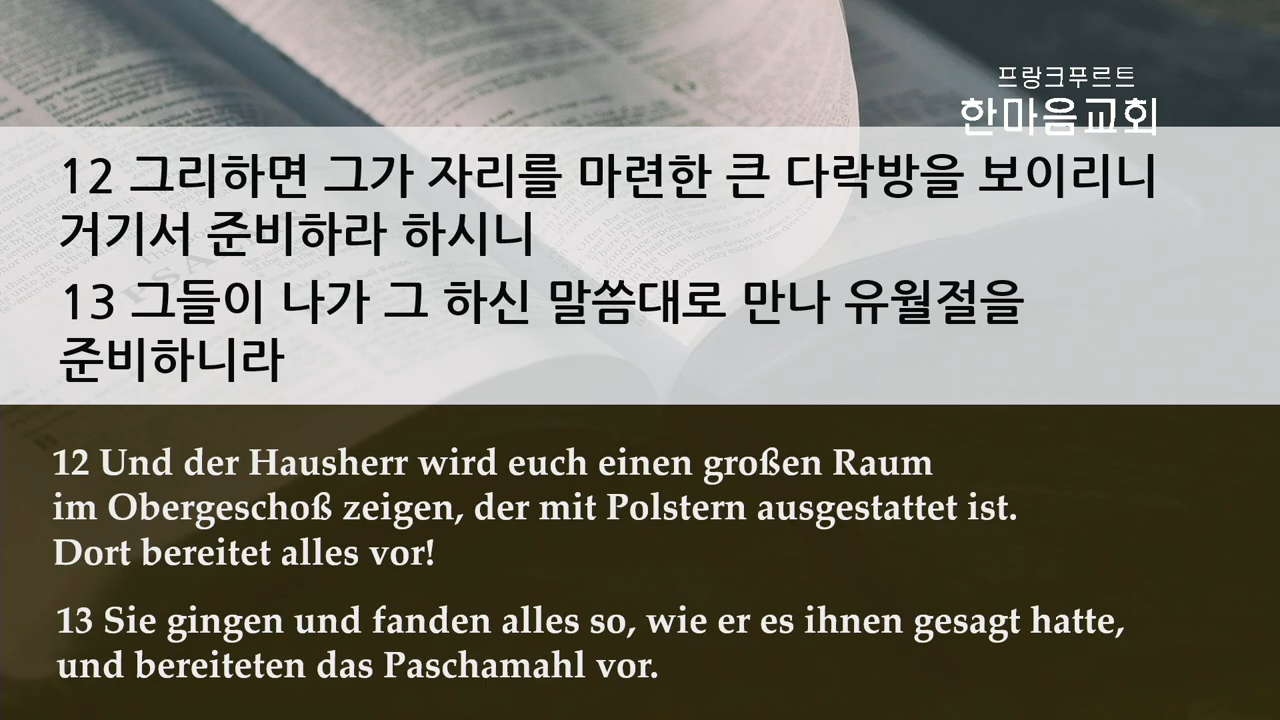 프랑크푸르트
한마음교회
12 그리하면 그가 자리를 마련한 큰 다락방을 보이리니
거기서 준비하라 하시니
13 그들이 나가 그 하신 말씀대로 만나 유월절을
준비하니라
12 Und der Hausherr wird euch einen großen Raum
im Obergeschoß zeigen, der mit Polstern ausgestattet ist.
Dort bereitet alles vor!
13 Sie gingen und fanden alles so, wie er es ihnen gesagt hatte,
und bereiteten das Paschamahl vor.